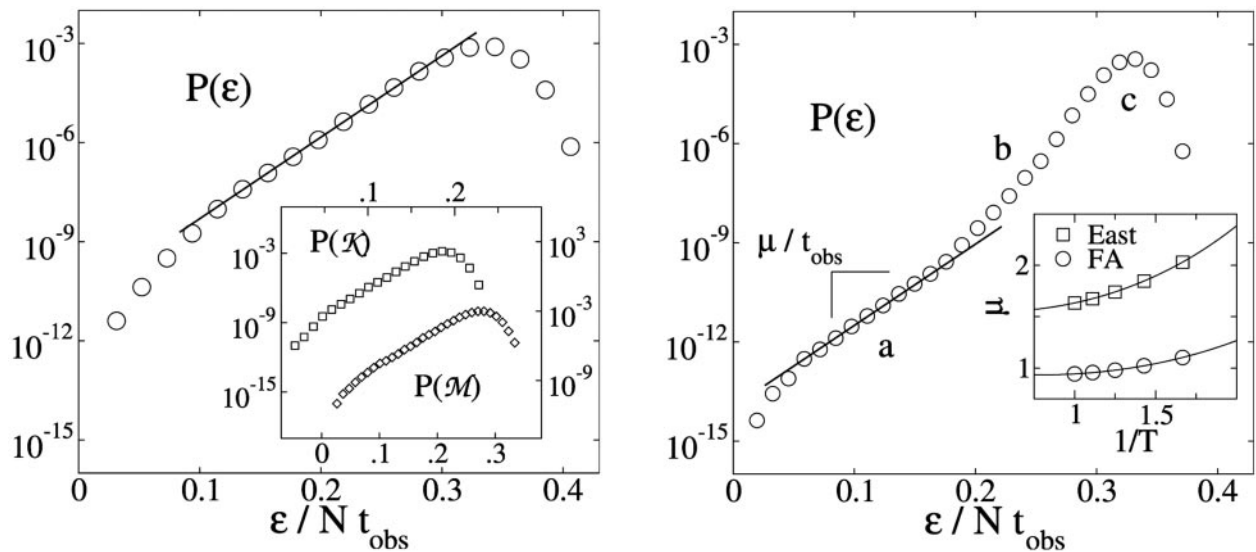 10⁻³
10⁻⁶
10⁻⁹
10⁻¹²
10⁻¹⁵
P(ε)
.1 .2
P(𝒦)
10⁻³
10⁻⁹
10⁻¹⁵
10³
10⁻³
10⁻⁹
P(ℳ)
0 .1 .2 .3
0 0.1 0.2 0.3 0.4
ε / N t_obs
10⁻³
10⁻⁶
10⁻⁹
10⁻¹²
10⁻¹⁵
P(ε)
c
b
μ / t_obs
a
East
FA
2
μ
1
1 1.5
1/T
0 0.1 0.2 0.3 0.4
ε / N t_obs